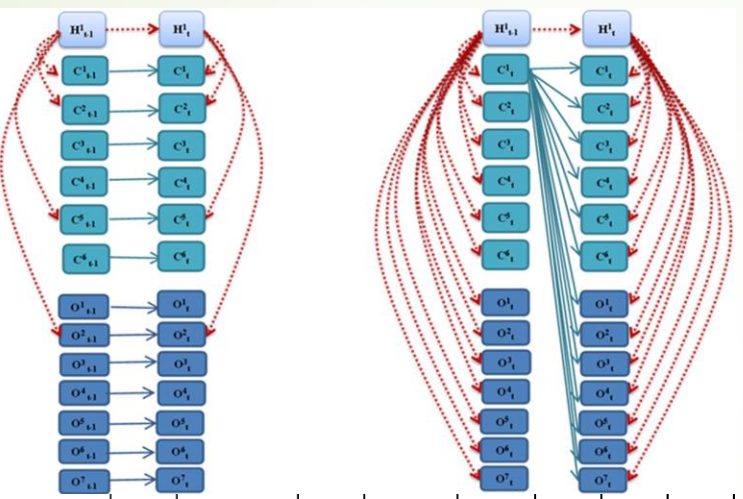 H¹ₜ₋₁ H¹ₜ
C¹ₜ₋₁ C¹ₜ
C²ₜ₋₁ C²ₜ
C³ₜ₋₁ C³ₜ
C⁴ₜ₋₁ C⁴ₜ
C⁵ₜ₋₁ C⁵ₜ
C⁶ₜ₋₁ C⁶ₜ
O¹ₜ₋₁ O¹ₜ
O²ₜ₋₁ O²ₜ
O³ₜ₋₁ O³ₜ
O⁴ₜ₋₁ O⁴ₜ
O⁵ₜ₋₁ O⁵ₜ
O⁶ₜ₋₁ O⁶ₜ
O⁷ₜ₋₁ O⁷ₜ
H¹ₜ₋₁ H¹ₜ
C¹ₜ C¹ₜ
C²ₜ C²ₜ
C³ₜ C³ₜ
C⁴ₜ C⁴ₜ
C⁵ₜ C⁵ₜ
C⁶ₜ C⁶ₜ
O¹ₜ O¹ₜ
O²ₜ O²ₜ
O³ₜ O³ₜ
O⁴ₜ O⁴ₜ
O⁵ₜ O⁵ₜ
O⁶ₜ O⁶ₜ
O⁷ₜ O⁷ₜ